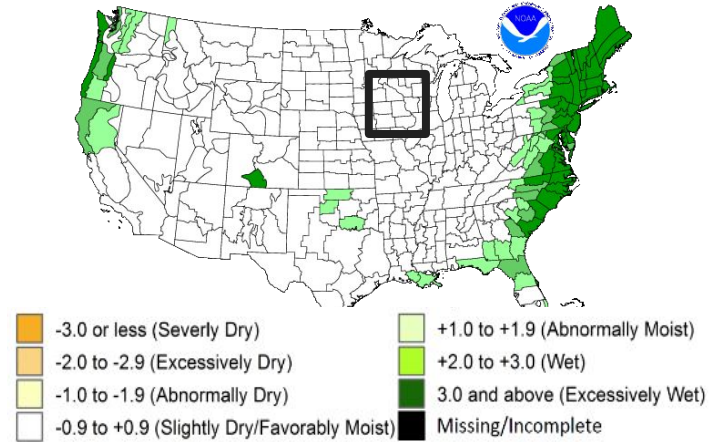 NOAA
-3.0 or less (Severly Dry)
-2.0 to -2.9 (Excessively Dry)
-1.0 to -1.9 (Abnormally Dry)
-0.9 to +0.9 (Slightly Dry/Favorably Moist)
+1.0 to +1.9 (Abnormally Moist)
+2.0 to +3.0 (Wet)
3.0 and above (Excessively Wet)
Missing/Incomplete